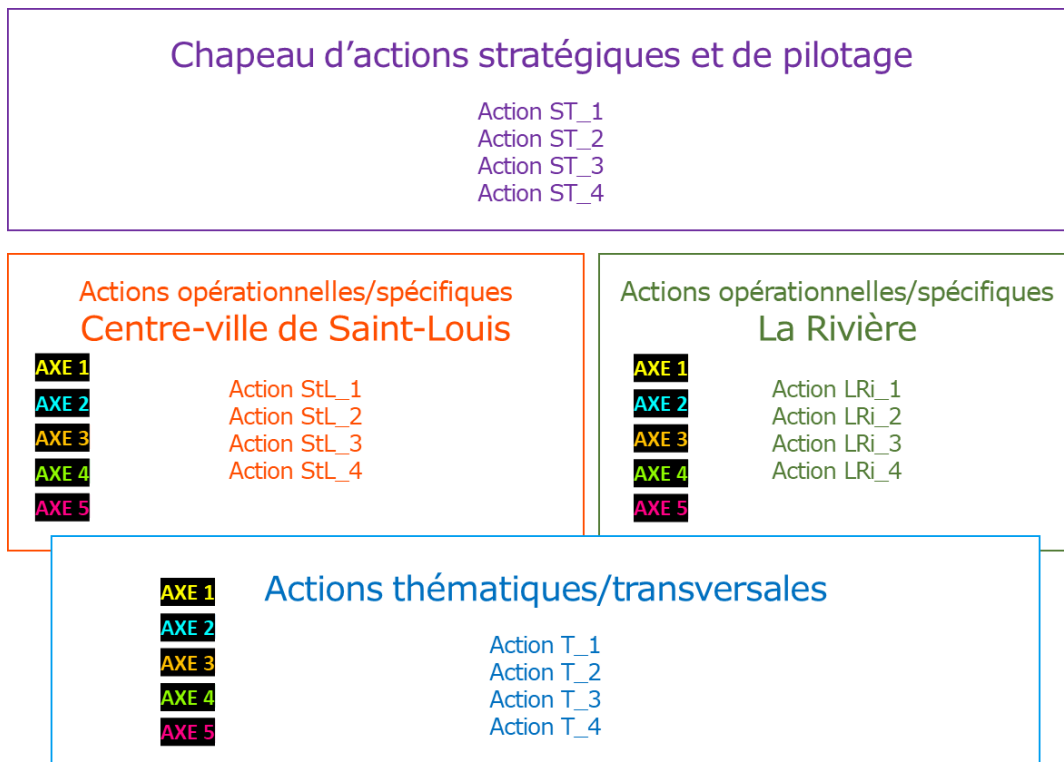 Chapeau d'actions stratégiques et de pilotage
Action ST_1
Action ST_2
Action ST_3
Action ST_4
Actions opérationnelles/spécifiques
Centre-ville de Saint-Louis
AXE 1
AXE 2
AXE 3
AXE 4
AXE 5
Action StL_1
Action StL_2
Action StL_3
Action StL_4
Actions opérationnelles/spécifiques
La Rivière
AXE 1
AXE 2
AXE 3
AXE 4
AXE 5
Action LRi_1
Action LRi_2
Action LRi_3
Action LRi_4
Actions thématiques/transversales
AXE 1
AXE 2
AXE 3
AXE 4
AXE 5
Action T_1
Action T_2
Action T_3
Action T_4